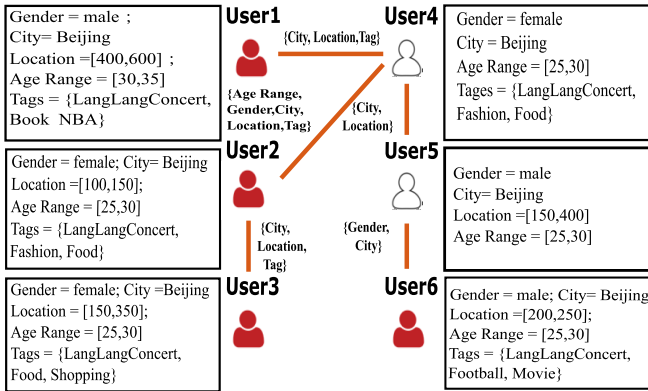 Gender = male ;
City= Beijing
Location =[400,600] ;
Age Range = [30,35]
Tags = {LangLangConcert,
Book NBA}
User1
{City, Location,Tag}
User4
Gender = female
City = Beijing
Age Range = [25,30]
Tages = {LangLangConcert,
Fashion, Food}
{Age Range,
Gender,City,
Location,Tag}
{City,
Location}
Gender = female; City= Beijing
Location =[100,150];
Age Range = [25,30]
Tags = {LangLangConcert,
Fashion, Food}
User2
User5
Gender = male
City= Beijing
Location =[150,400]
Age Range = [25,30]
{City,
Location,
Tag}
{Gender,
City}
Gender = female; City =Beijing
Location = [150,350];
Age Range = [25,30]
Tags = {LangLangConcert,
Food, Shopping}
User3
User6
Gender = male; City= Beijing
Location =[200,250];
Age Range = [25,30]
Tags = {LangLangConcert,
Football, Movie}